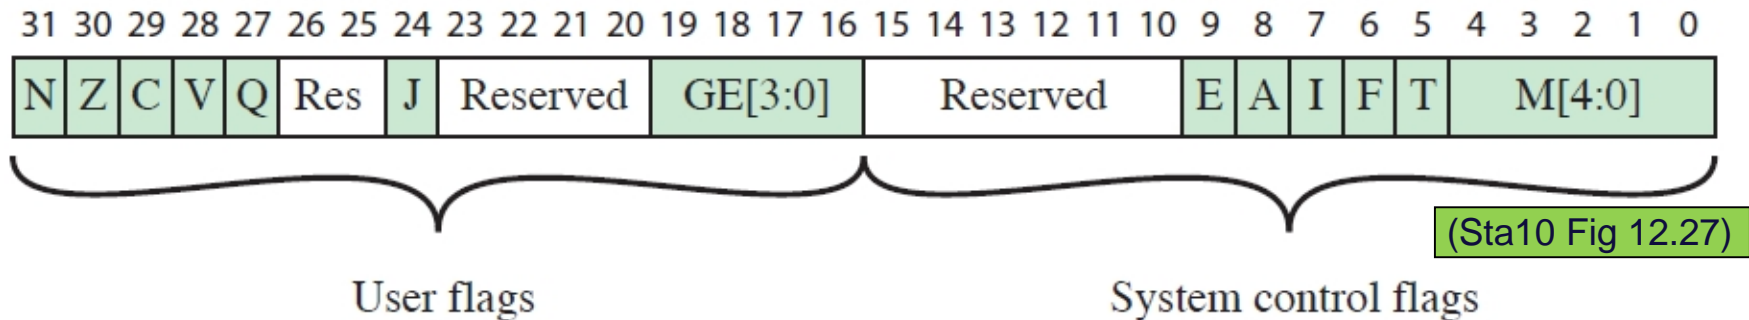 31 30 29 28 27 26 25 24 23 22 21 20 19 18 17 16 15 14 13 12 11 10 9 8 7 6 5 4 3 2 1 0
N Z C V Q Res J Reserved GE[3:0] Reserved E A I F T M[4:0]
(Sta10 Fig 12.27)
User flags System control flags